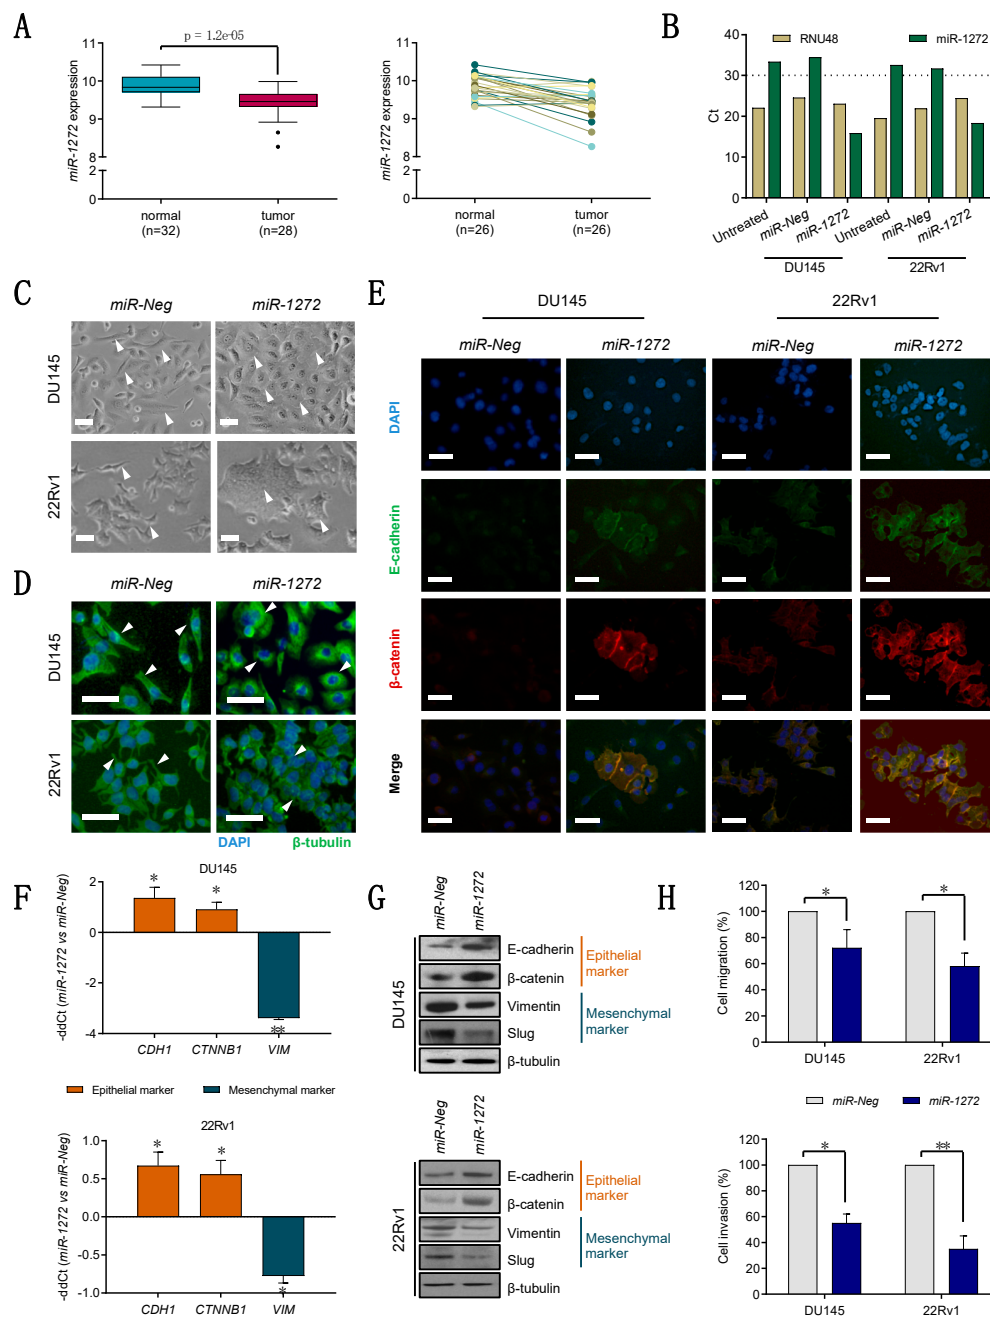 A
p = 1.2e-05
miR-1272 expression
11
10
9
8
2
0
normal
(n=32)
tumor
(n=28)
miR-1272 expression
11
10
9
8
2
0
normal
(n=26)
tumor
(n=26)
B
RNU48
miR-1272
Ct
40
30
20
10
0
Untreated
miR-Neg
miR-1272
Untreated
miR-Neg
miR-1272
DU145
22Rv1
C
miR-Neg
miR-1272
DU145
22Rv1
D
miR-Neg
miR-1272
DU145
22Rv1
DAPI
β-tubulin
E
DU145
22Rv1
miR-Neg
miR-1272
miR-Neg
miR-1272
DAPI
E-cadherin
β-catenin
Merge
F
DU145
-ddCt (miR-1272 vs miR-Neg)
2
0
-2
-4
*
*
**
CDH1
CTNNB1
VIM
Epithelial marker
Mesenchymal marker
22Rv1
-ddCt (miR-1272 vs miR-Neg)
1.0
0.5
0.0
-0.5
-1.0
*
*
*
CDH1
CTNNB1
VIM
G
miR-Neg
miR-1272
DU145
E-cadherin
β-catenin
Vimentin
Slug
β-tubulin
Epithelial
marker
Mesenchymal
marker
miR-Neg
miR-1272
22Rv1
E-cadherin
β-catenin
Vimentin
Slug
β-tubulin
Epithelial
marker
Mesenchymal
marker
H
Cell migration (%)
120
100
80
60
40
20
0
*
*
DU145
22Rv1
miR-Neg
miR-1272
Cell invasion (%)
120
100
80
60
40
20
0
*
**
DU145
22Rv1